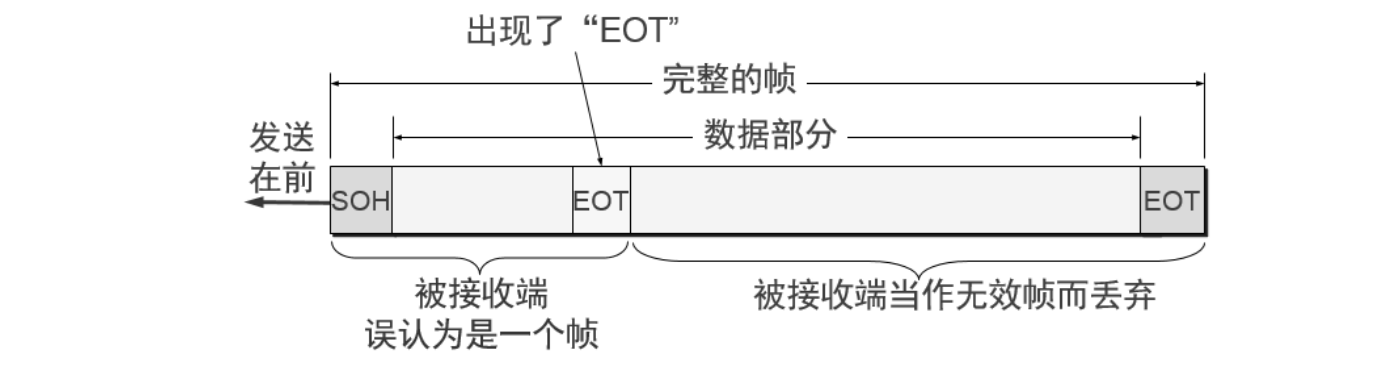 出现了“EOT”
完整的帧
数据部分
发送
在前
SOH
EOT
EOT
被接收端
误认为是一个帧
被接收端当作无效帧而丢弃